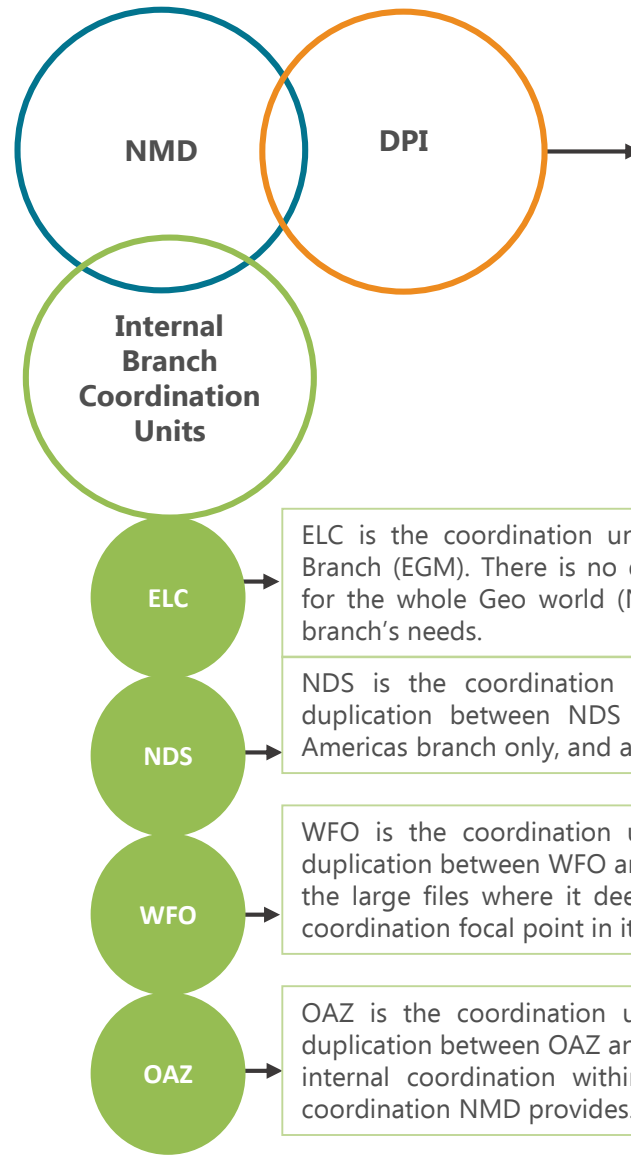 NMD
DPI
Internal
Branch
Coordination
Units
ELC
ELC is the coordination
Branch (EGM). There is no
for the whole Geo world
branch's needs.
NDS
NDS is the coordination
duplication between NDS
Americas branch only, and
WFO
WFO is the coordination
duplication between WFO
the large files where it
coordination focal point in
OAZ
OAZ is the coordination
duplication between OAZ
internal coordination
coordination NMD provides.